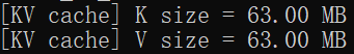 [KV cache] K size = 63.00 MB
[KV cache] V size = 63.00 MB